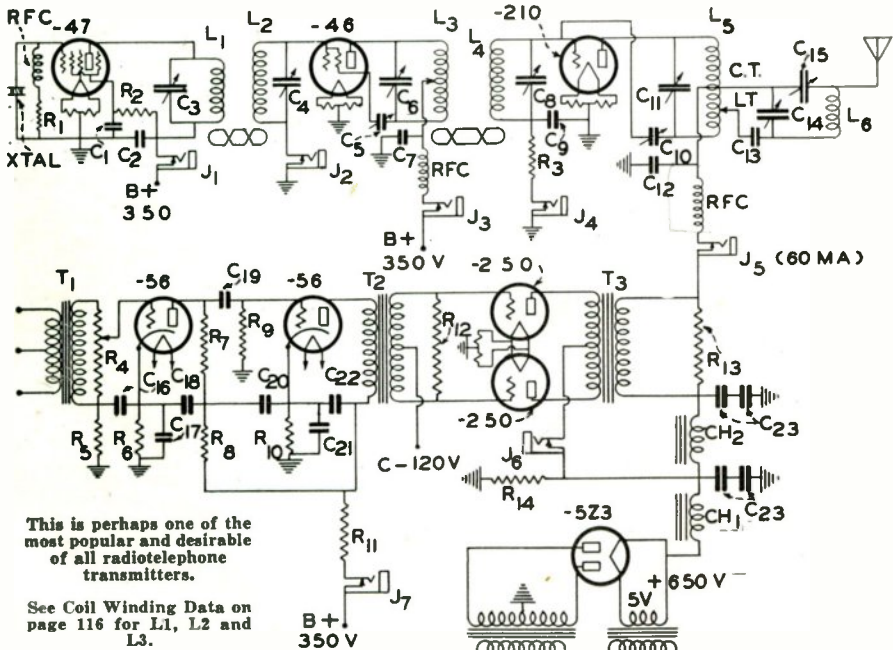 RFC
-47
L1
L2
-46
L3
-210
L4
L5
C15
C.T.
R2
C3
C4
C6
C8
C11
LT
C14
L6
R1
C1
C2
C5
C7
C9
C10
C13
XTAL
R3
C12
J1
J2
RFC
RFC
B+
350
J3
J4
B+
350 V
J5 (60 MA)
T1
-56
C19
-56
T2
-250
T3
R4
R7
R9
R12
R13
C16
C18
C20
C22
R5
R6
C17
R8
R10
C21
-250
C23
CH2
C-120V
J6
R14
C23
CH1
This is perhaps one of the
most popular and desirable
of all radiotelephone
transmitters.
R11
-5Z3
+650V
5V
See Coil Winding Data on
page 116 for L1, L2 and
L3.
J7
B+
350 V